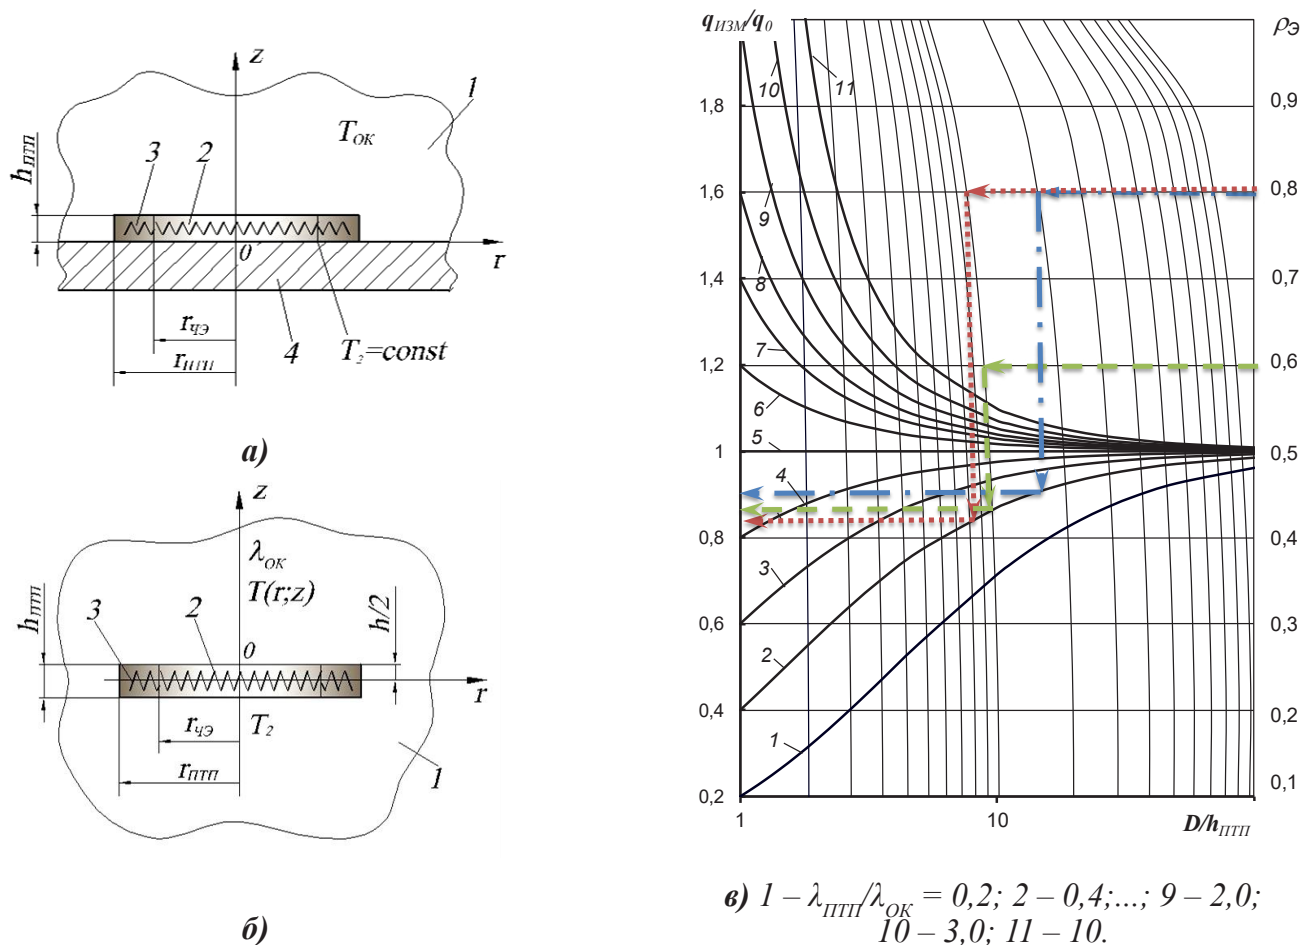 z
1
T_OK
h_ПТП
3
2
0
r
r_ЧЭ
r_ПТП
4
T_2=const
а)
z
λ_OK
T(r;z)
h_ПТП
3
2
0
h/2
r
r_ЧЭ
T_2
r_ПТП
1
б)
q_ИЗМ/q_0
ρ_Э
10
11
1,8
0,9
1,6
0,8
9
1,4
8
0,7
7
1,2
0,6
6
5
1
0,5
4
0,8
0,4
3
0,6
0,3
2
0,4
0,2
1
0,2
0,1
1
10
D/h_ПТП
в) 1 – λ_ПТП/λ_OK = 0,2; 2 – 0,4;...; 9 – 2,0;
10 – 3,0; 11 – 10.